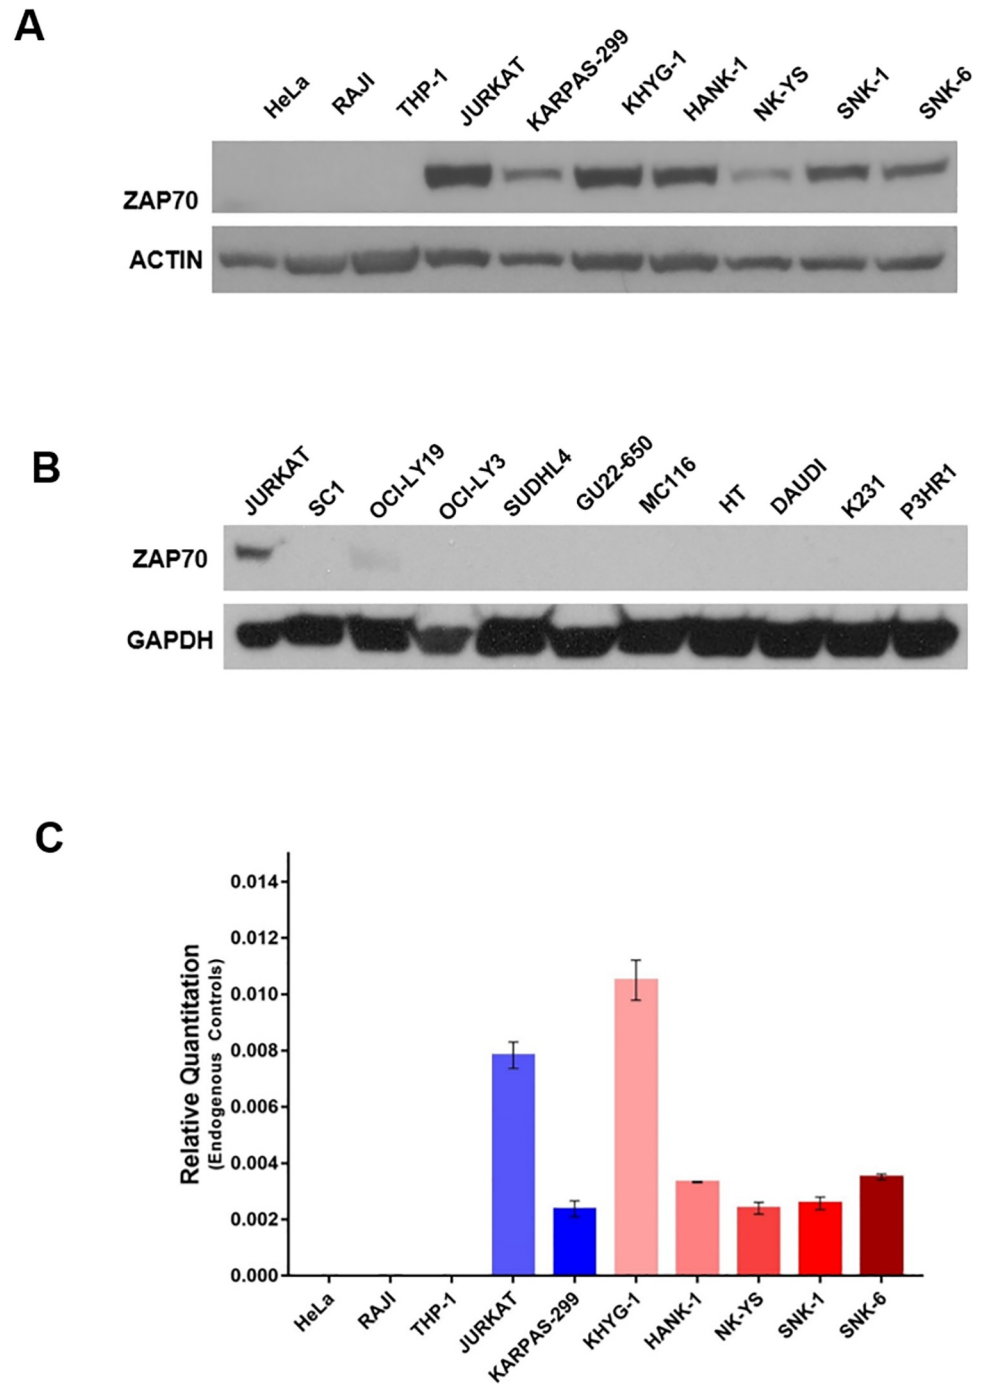 A
HeLa RAJI THP-1 JURKAT KARPAS-299 KHYG-1 HANK-1 NK-YS SNK-1 SNK-6
ZAP70
ACTIN
B
JURKAT SC1 OCI-LY19 OCI-LY3 SUDHL4 GU22-650 MC116 HT DAUDI K231 P3HR1
ZAP70
GAPDH
C
Relative Quantitation
(Endogenous Controls)
0.014
0.012
0.010
0.008
0.006
0.004
0.002
0.000
HeLa RAJI THP-1 JURKAT KARPAS-299 KHYG-1 HANK-1 NK-YS SNK-1 SNK-6